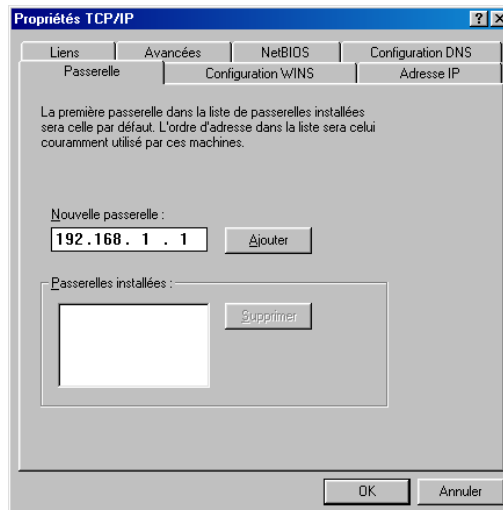 Propriétés TCP/IP
Liens Avancées NetBIOS Configuration DNS
Passerelle Configuration WINS Adresse IP
La première passerelle dans la liste de passerelles installées
sera celle par défaut. L'ordre d'adresse dans la liste sera celui
couramment utilisé par ces machines.
Nouvelle passerelle :
192.168. 1 . 1 Ajouter
Passerelles installées :
Supprimer
OK Annuler